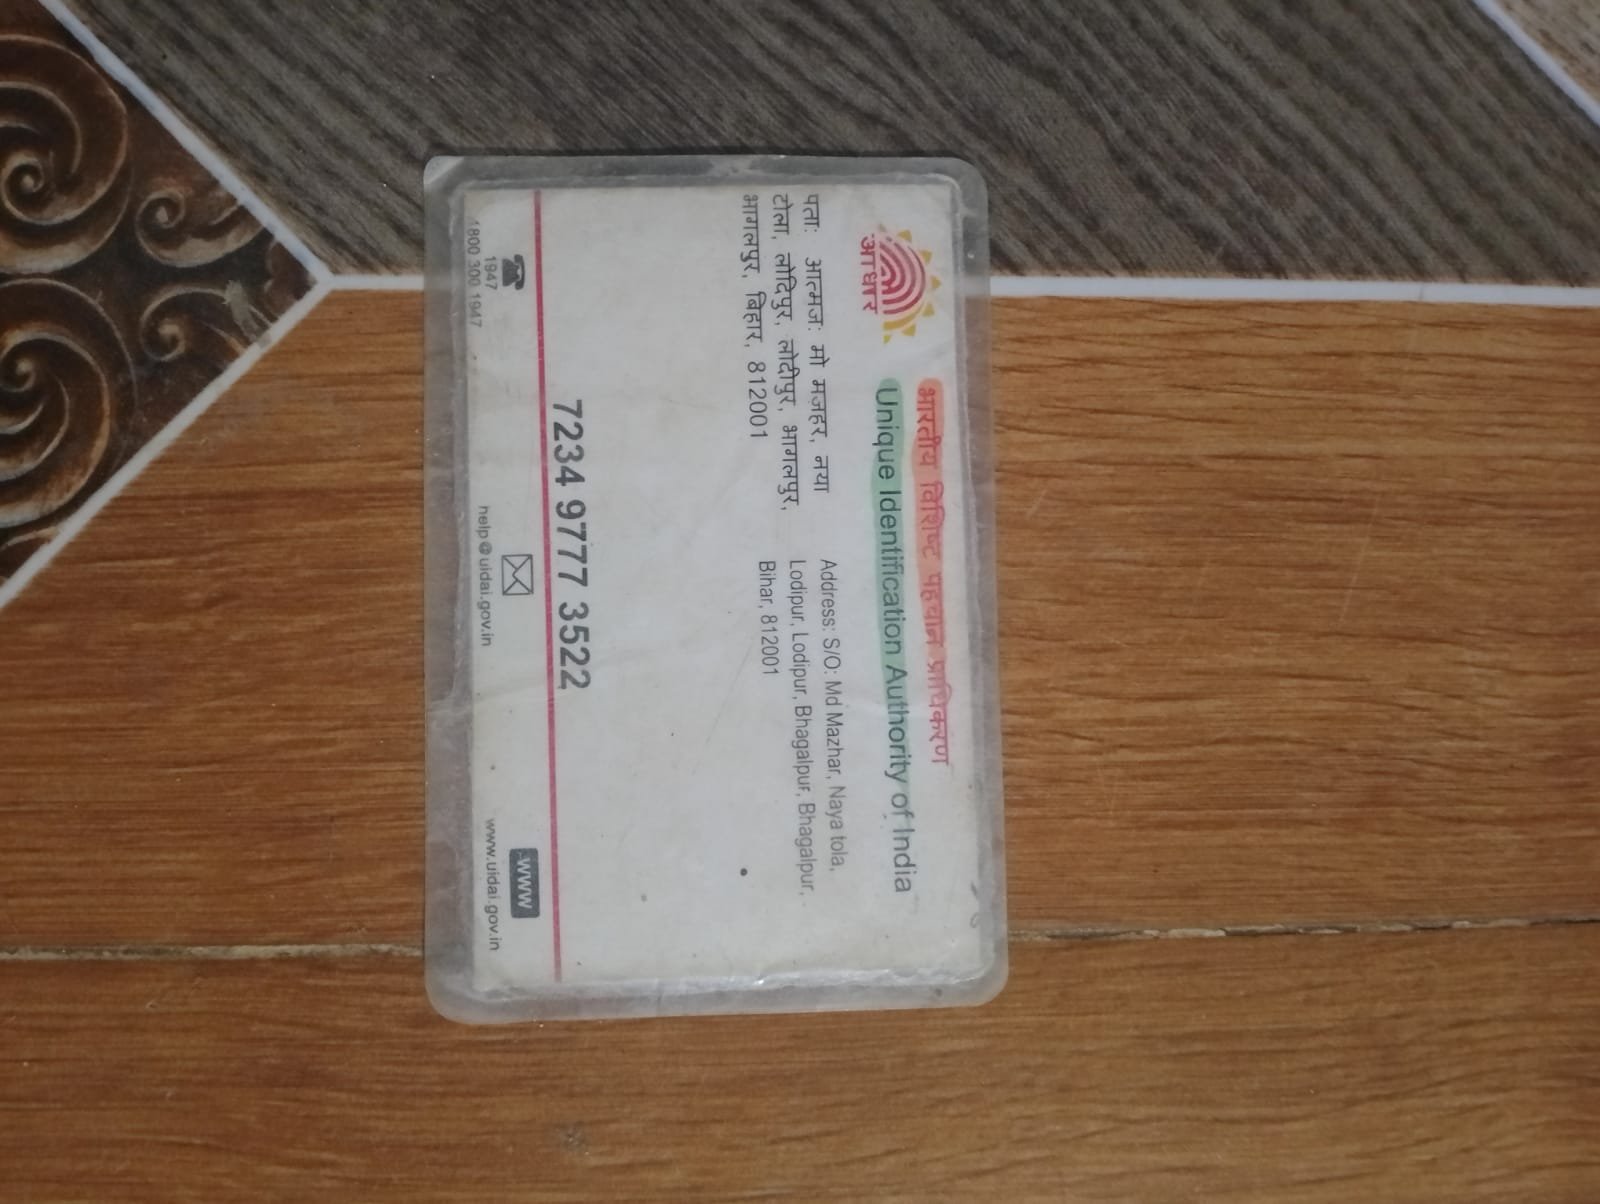 भारतीय विशिष्ट पहचान प्राधिकरण
Unique Identification Authority of India
आधार
पता: आत्मज: मो मजहर, नया
टोला, लोदिपुर, लोदीपुर, भागलपुर,
भागलपुर, बिहार, 812001
Address: S/O: Md Mazhar, Naya tola,
Lodipur, Lodipur, Bhagalpur, Bhagalpur,
Bihar, 812001
7234 9777 3522
1947
1800 300 1947
help@uidai.gov.in
WWW
www.uidai.gov.in